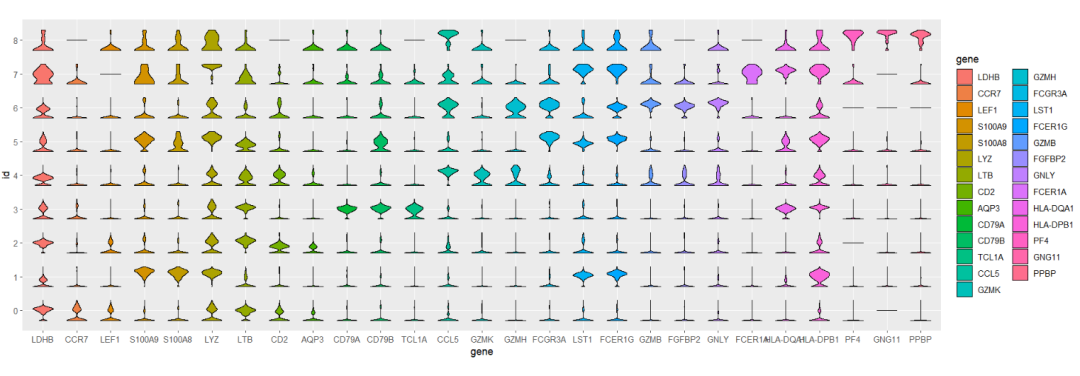 8
7
6
5
4
3
2
1
0
id
LDHB CCR7 LEF1 S100A9 S100A8 LYZ LTB CD2 AQP3 CD79A CD79B TCL1A CCL5 GZMK GZMH FCGR3A LST1 FCER1G GZMB FGFBP2 GNLY FCER1A HLA-DQA1 HLA-DPB1 PF4 GNG11 PPBP
gene
gene
LDHB GZMH
CCR7 FCGR3A
LEF1 LST1
S100A9 FCER1G
S100A8 GZMB
LYZ FGFBP2
LTB GNLY
CD2 FCER1A
AQP3 HLA-DQA1
CD79A HLA-DPB1
CD79B PF4
TCL1A GNG11
CCL5 PPBP
GZMK